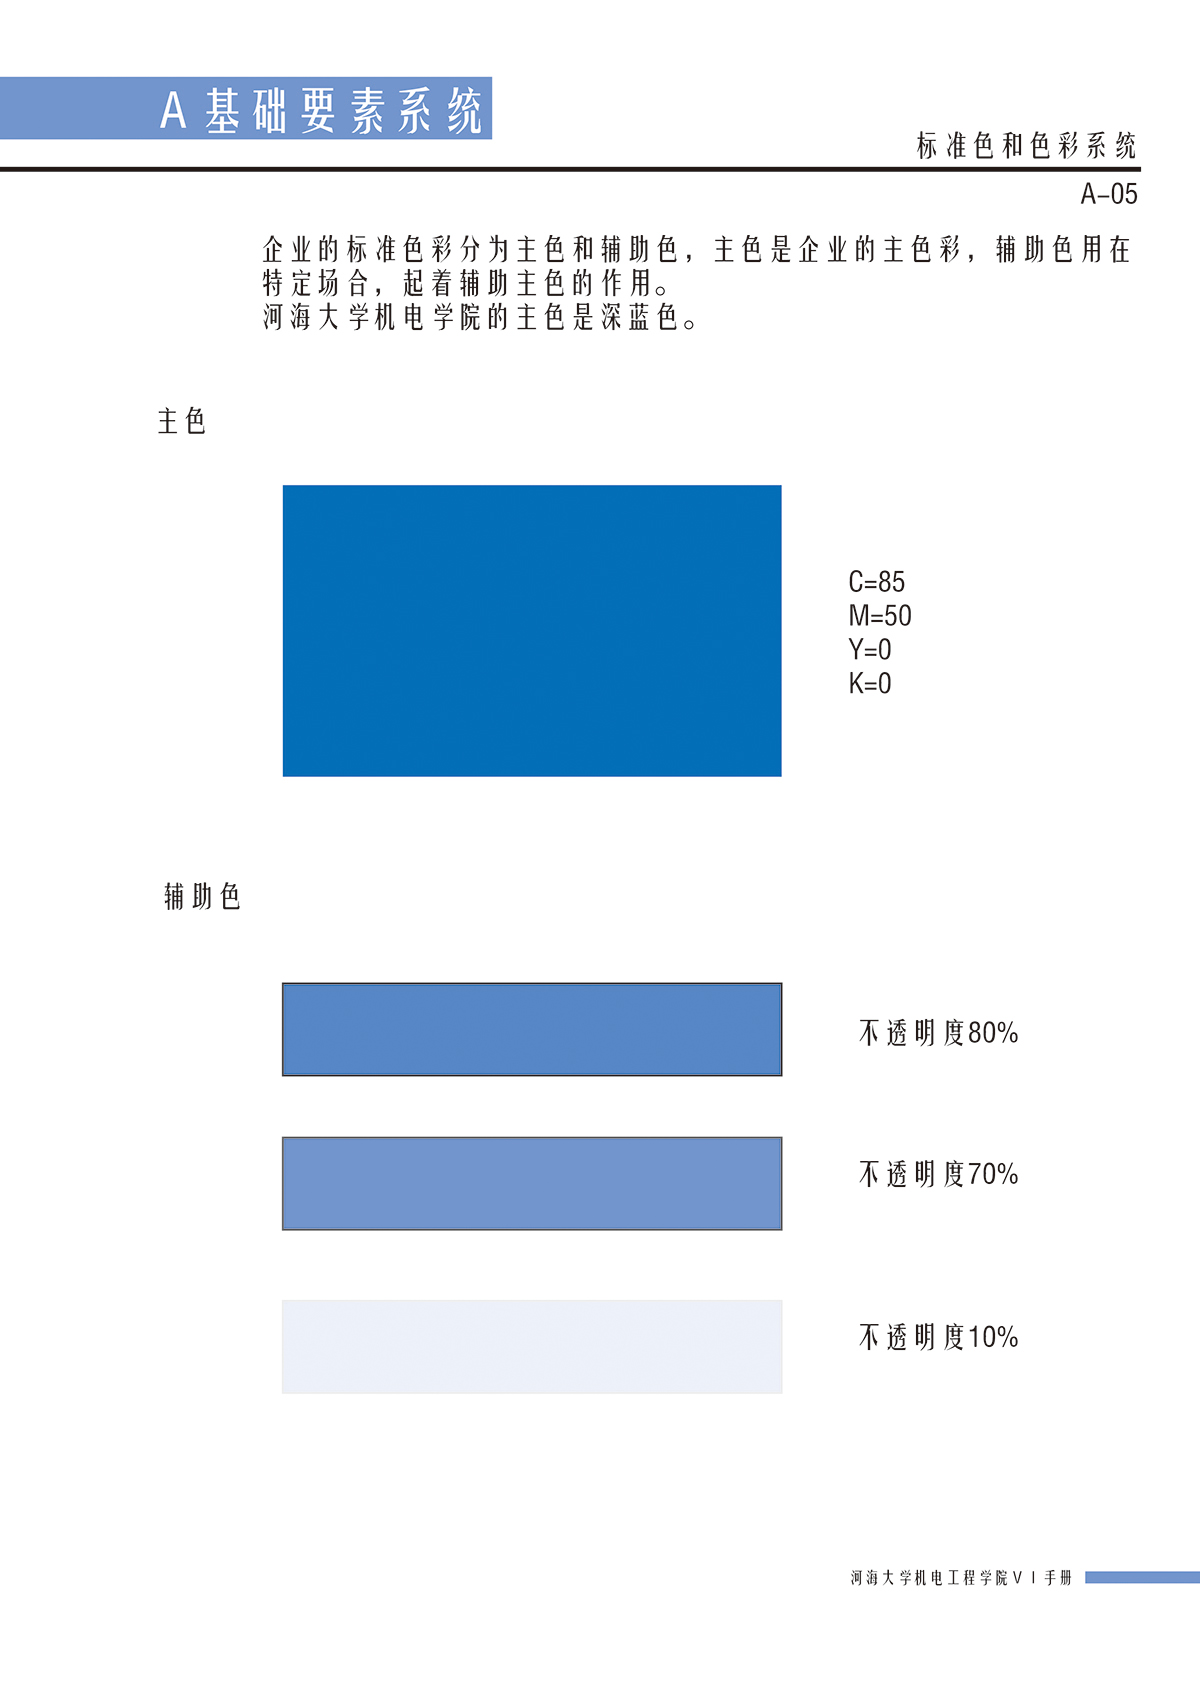 A基础要素系统
标准色和色彩系统
A-05
企业的标准色彩分为主色和辅助色，主色是企业的主色彩，辅助色用在
特定场合，起着辅助主色的作用。
河海大学机电学院的主色是深蓝色。
主色
C=85
M=50
Y=0
K=0
辅助色
不透明度80%
不透明度70%
不透明度10%
河海大学机电工程学院VI手册